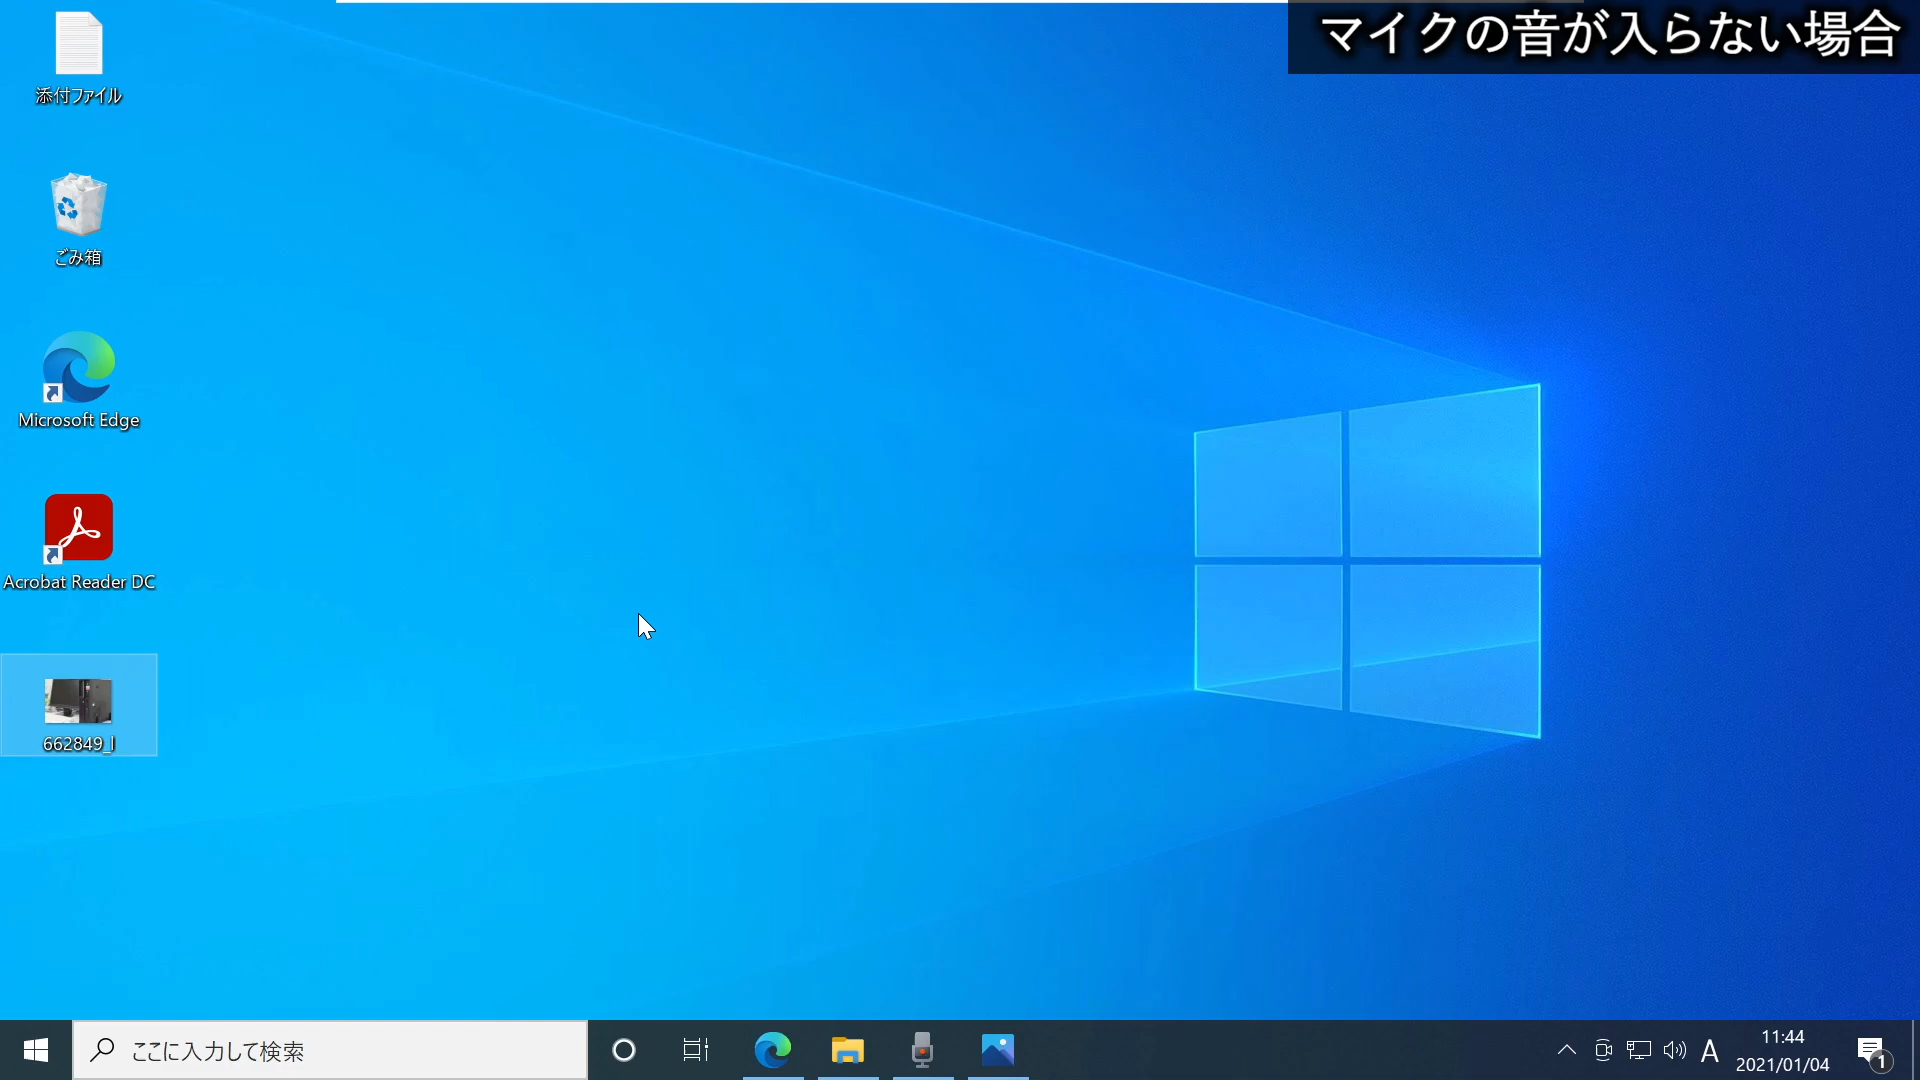 マイクの音が入らない場合
添付ファイル
ごみ箱
Microsoft Edge
Acrobat Reader DC
662849_l
ここに入力して検索
A
11:44
2021/01/04
1